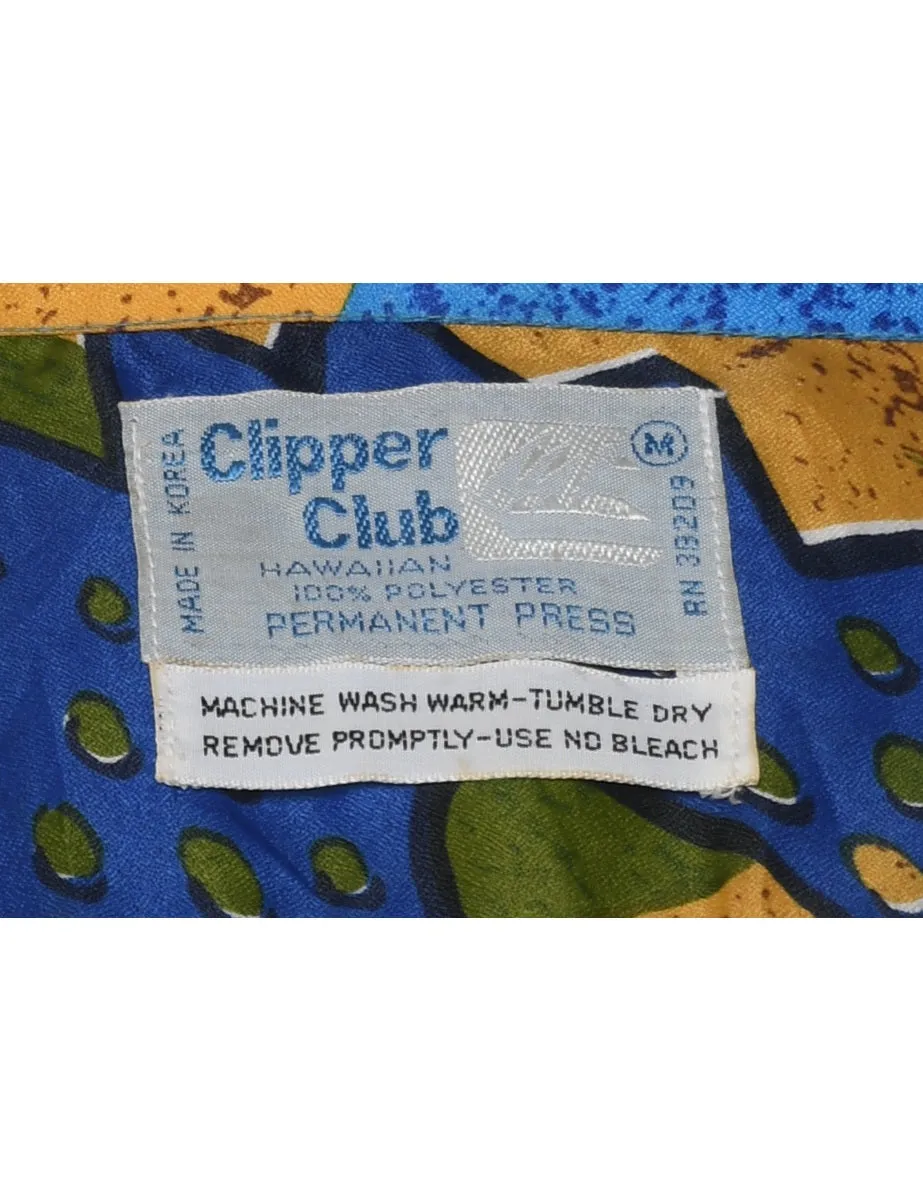 MADE IN KOREA
Clipper
Club
HAWAIIAN
100% POLYESTER
PERMANENT PRESS
M
RN 38209
MACHINE WASH WARM-TUMBLE DRY
REMOVE PROMPTLY-USE NO BLEACH